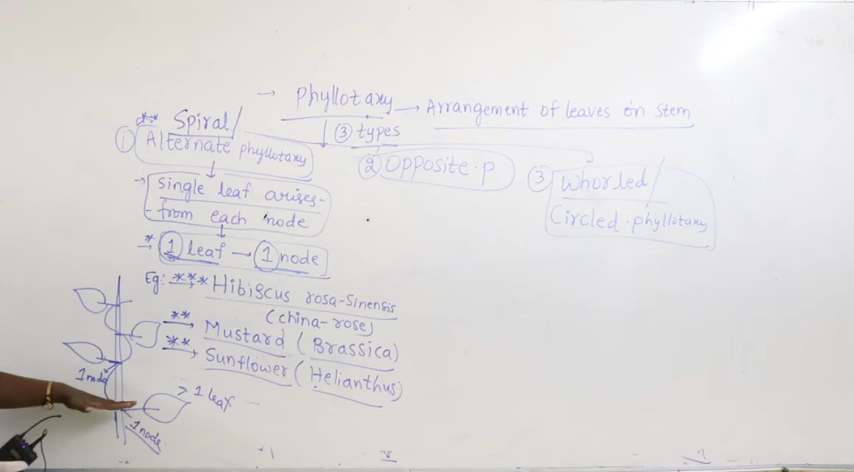 → Phyllotaxy → Arrangement of leaves on stem
③ types
** Spiral/
① Alternate phyllotaxy
② Opposite.p
③ Whorled/
Circled.phyllotaxy
→ Single leaf arises-
- from each node
* → 1 leaf → 1 node
Eg: *** Hibiscus rosa-Sinensis
(china-rose)
** Mustard (Brassica)
** Sunflower (Helianthus)
1 node
> 1 leaf
1 node